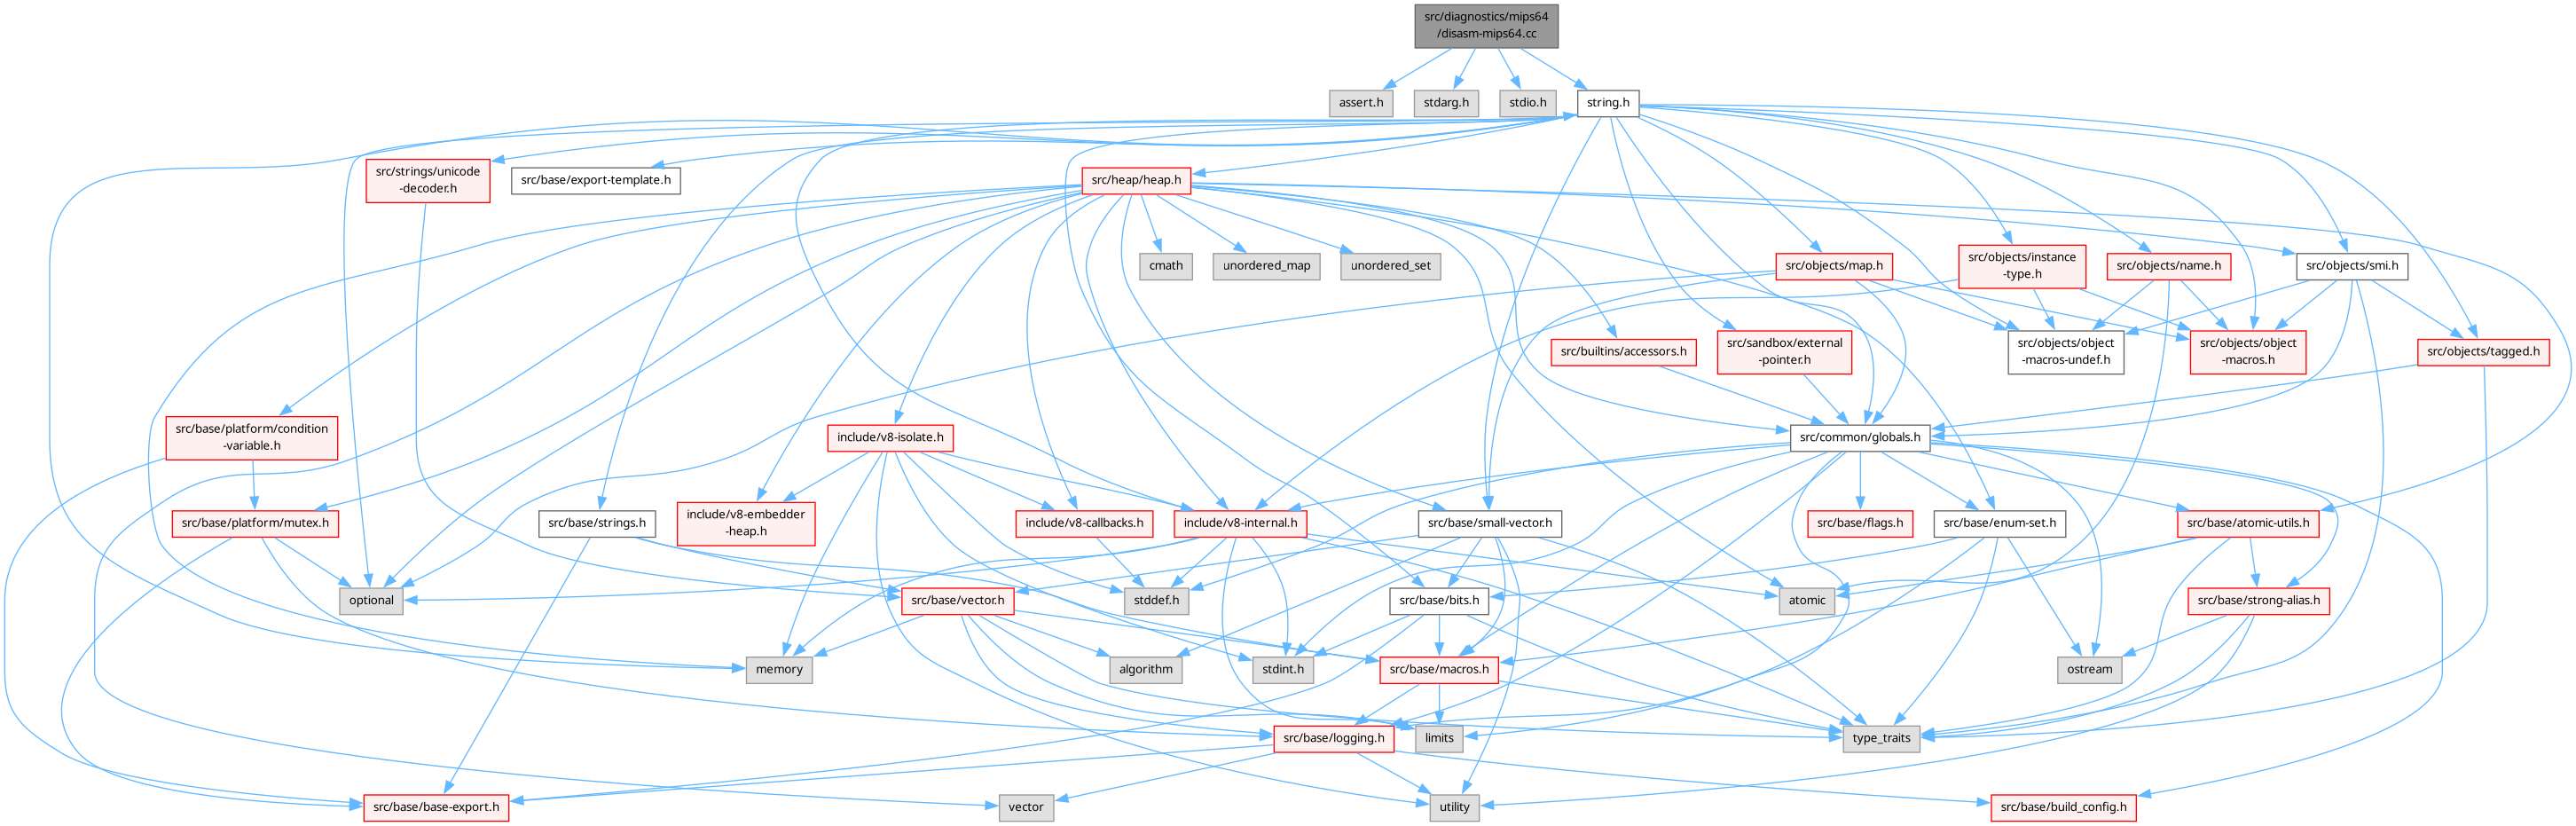 src/diagnostics/mips64
/disasm-mips64.cc
assert.h
stdarg.h
stdio.h
string.h
src/strings/unicode
-decoder.h
src/base/export-template.h
src/heap/heap.h
cmath
unordered_map
unordered_set
src/objects/map.h
src/objects/instance
-type.h
src/objects/name.h
src/objects/smi.h
src/builtins/accessors.h
src/sandbox/external
-pointer.h
src/objects/object
-macros-undef.h
src/objects/object
-macros.h
src/objects/tagged.h
src/base/platform/condition
-variable.h
include/v8-isolate.h
src/common/globals.h
src/base/platform/mutex.h
src/base/strings.h
include/v8-embedder
-heap.h
include/v8-callbacks.h
include/v8-internal.h
src/base/small-vector.h
src/base/flags.h
src/base/enum-set.h
src/base/atomic-utils.h
optional
src/base/vector.h
stddef.h
src/base/bits.h
atomic
src/base/strong-alias.h
memory
algorithm
stdint.h
src/base/macros.h
ostream
src/base/logging.h
limits
type_traits
src/base/base-export.h
vector
utility
src/base/build_config.h